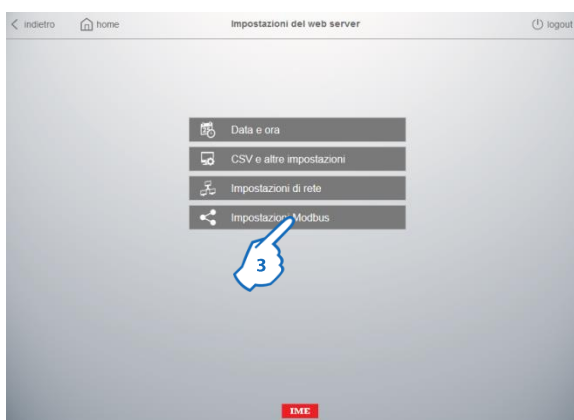 indietro home Impostazioni del web server logout
Data e ora
CSV e altre impostazioni
Impostazioni di rete
Impostazioni Modbus
3
IME